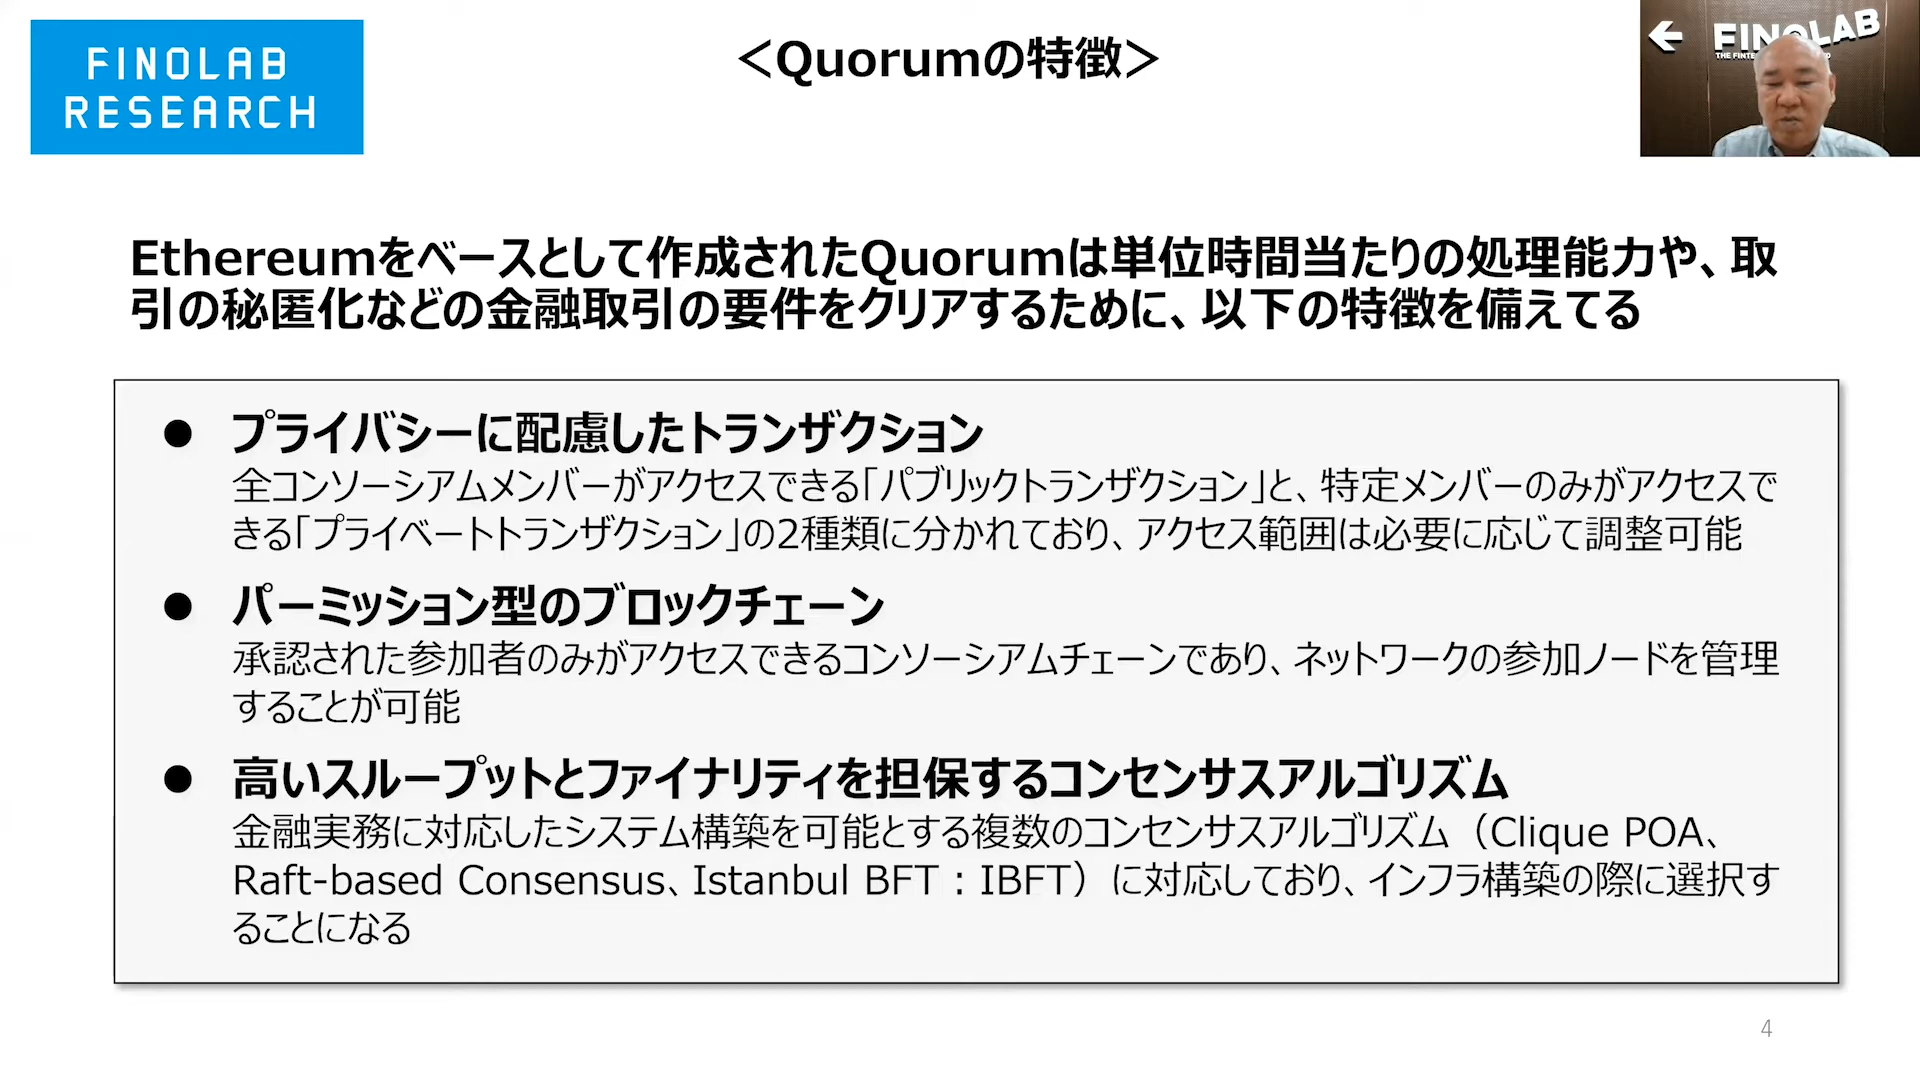 FINOLAB
RESEARCH
＜Quorumの特徴＞
FINOLAB
Ethereumをベースとして作成されたQuorumは単位時間当たりの処理能力や、取
引の秘匿化などの金融取引の要件をクリアするために、以下の特徴を備えてる
● プライバシーに配慮したトランザクション
全コンソーシアムメンバーがアクセスできる「パブリックトランザクション」と、特定メンバーのみがアクセスで
きる「プライベートトランザクション」の2種類に分かれており、アクセス範囲は必要に応じて調整可能
● パーミッション型のブロックチェーン
承認された参加者のみがアクセスできるコンソーシアムチェーンであり、ネットワークの参加ノードを管理
することが可能
● 高いスループットとファイナリティを担保するコンセンサスアルゴリズム
金融実務に対応したシステム構築を可能とする複数のコンセンサスアルゴリズム（Clique POA、
Raft-based Consensus、Istanbul BFT：IBFT）に対応しており、インフラ構築の際に選択す
ることになる
4